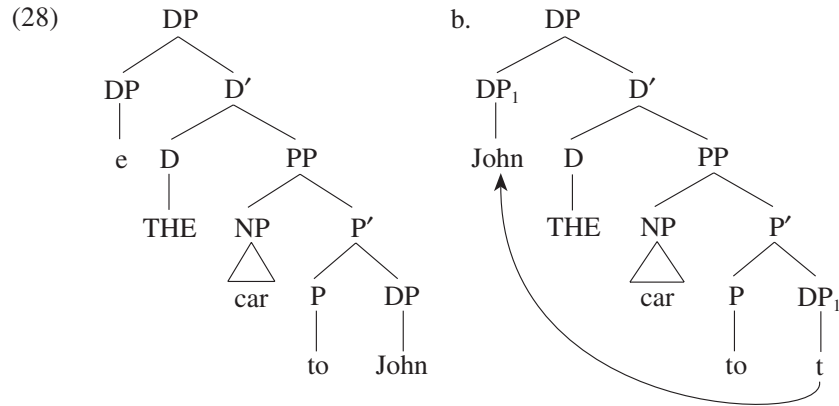 (28) DP b. DP
DP D′ DP₁ D′
e D PP John D PP
THE NP P′ THE NP P′
car P DP car P DP₁
to John to t